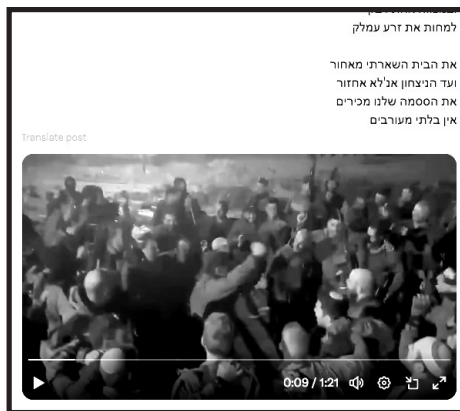 למחות את זרע עמלק
את הבית השארתי מאחור
ועד הניצחון אנ'לא אחזור
את הססמה שלנו מכירים
אין בלתי מעורבים
Translate post
0:09 / 1:21